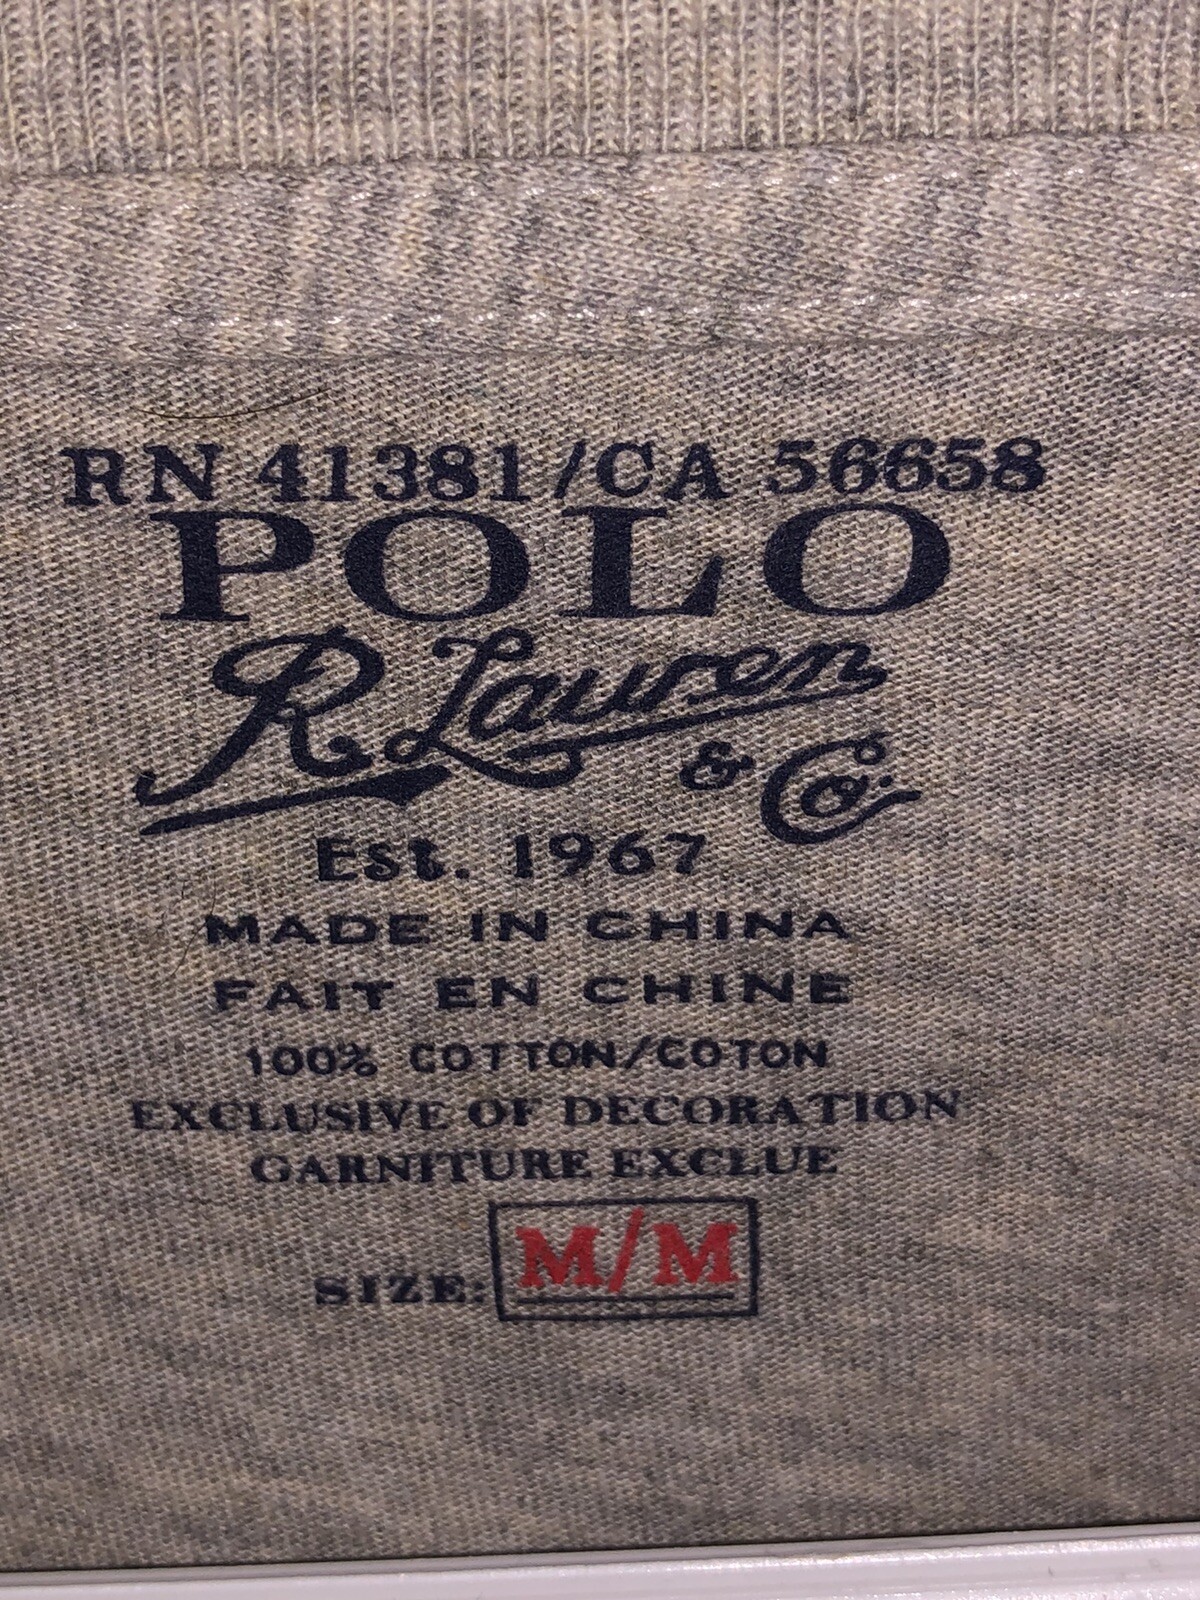 RN 41381/CA 56658
POLO
R Lauren
& Co.
Est. 1967
MADE IN CHINA
FAIT EN CHINE
100% COTTON/COTON
EXCLUSIVE OF DECORATION
GARNITURE EXCLUE
SIZE: M/M